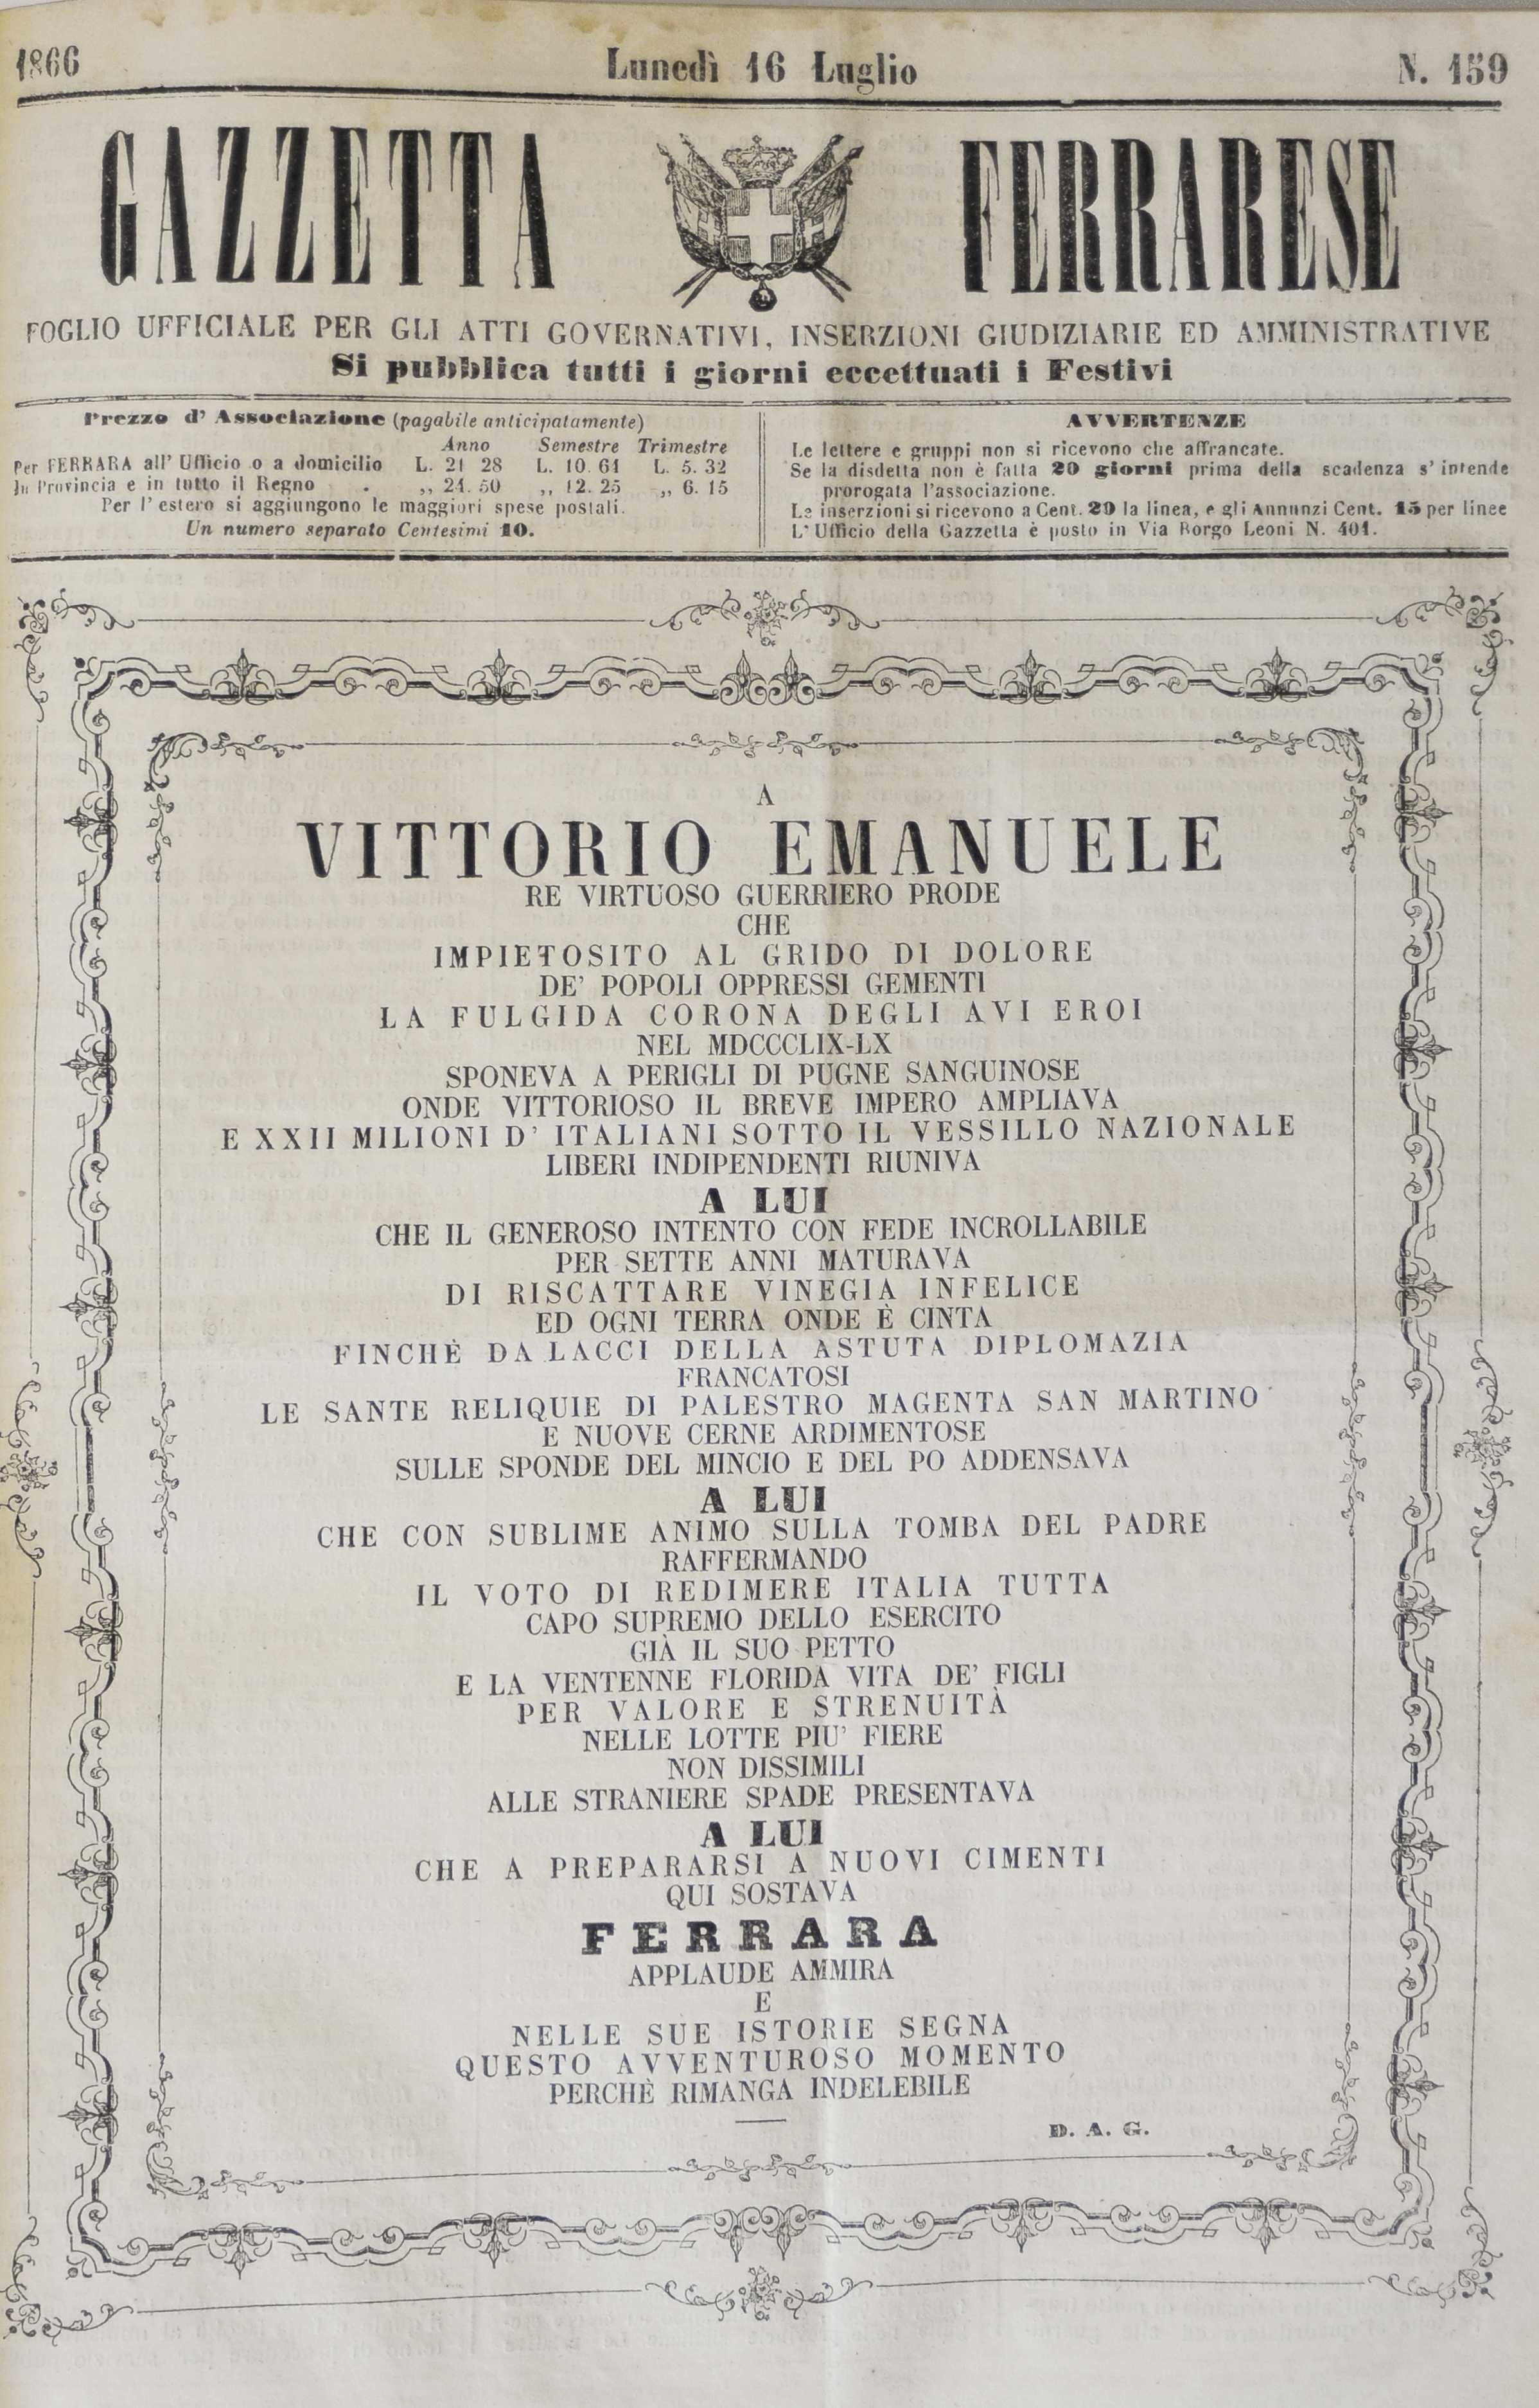 1866 Lunedì 16 Luglio N. 159
GAZZETTA FERRARESE
FOGLIO UFFICIALE PER GLI ATTI GOVERNATIVI, INSERZIONI GIUDIZIARIE ED AMMINISTRATIVE
Si pubblica tutti i giorni eccettuati i Festivi
Prezzo d' Associazione (pagabile anticipatamente)
Anno Semestre Trimestre
Per FERRARA all' Ufficio o a domicilio L. 21 28 L. 10. 64 L. 5. 32
In Provincia e in tutto il Regno . ,, 24. 50 ,, 12. 25 ,, 6. 15
Per l' estero si aggiungono le maggiori spese postali.
Un numero separato Centesimi 10.
AVVERTENZE
Le lettere e gruppi non si ricevono che affrancate.
Se la disdetta non è fatta 20 giorni prima della scadenza s' intende
prorogata l'associazione.
Le inserzioni si ricevono a Cent. 20 la linea, e gli Annunzi Cent. 15 per linee
L' Ufficio della Gazzetta è posto in Via Borgo Leoni N. 401.
A
VITTORIO EMANUELE
RE VIRTUOSO GUERRIERO PRODE
CHE
IMPIETOSITO AL GRIDO DI DOLORE
DE' POPOLI OPPRESSI GEMENTI
LA FULGIDA CORONA DEGLI AVI EROI
NEL MDCCCLIX-LX
SPONEVA A PERIGLI DI PUGNE SANGUINOSE
ONDE VITTORIOSO IL BREVE IMPERO AMPLIAVA
E XXII MILIONI D' ITALIANI SOTTO IL VESSILLO NAZIONALE
LIBERI INDIPENDENTI RIUNIVA
A LUI
CHE IL GENEROSO INTENTO CON FEDE INCROLLABILE
PER SETTE ANNI MATURAVA
DI RISCATTARE VINEGIA INFELICE
ED OGNI TERRA ONDE È CINTA
FINCHÈ DA LACCI DELLA ASTUTA DIPLOMAZIA
FRANCATOSI
LE SANTE RELIQUIE DI PALESTRO MAGENTA SAN MARTINO
E NUOVE CERNE ARDIMENTOSE
SULLE SPONDE DEL MINCIO E DEL PO ADDENSAVA
A LUI
CHE CON SUBLIME ANIMO SULLA TOMBA DEL PADRE
RAFFERMANDO
IL VOTO DI REDIMERE ITALIA TUTTA
CAPO SUPREMO DELLO ESERCITO
GIÀ IL SUO PETTO
E LA VENTENNE FLORIDA VITA DE' FIGLI
PER VALORE E STRENUITÀ
NELLE LOTTE PIU' FIERE
NON DISSIMILI
ALLE STRANIERE SPADE PRESENTAVA
A LUI
CHE A PREPARARSI A NUOVI CIMENTI
QUI SOSTAVA
FERRARA
APPLAUDE AMMIRA
E
NELLE SUE ISTORIE SEGNA
QUESTO AVVENTUROSO MOMENTO
PERCHÈ RIMANGA INDELEBILE
D. A. G.